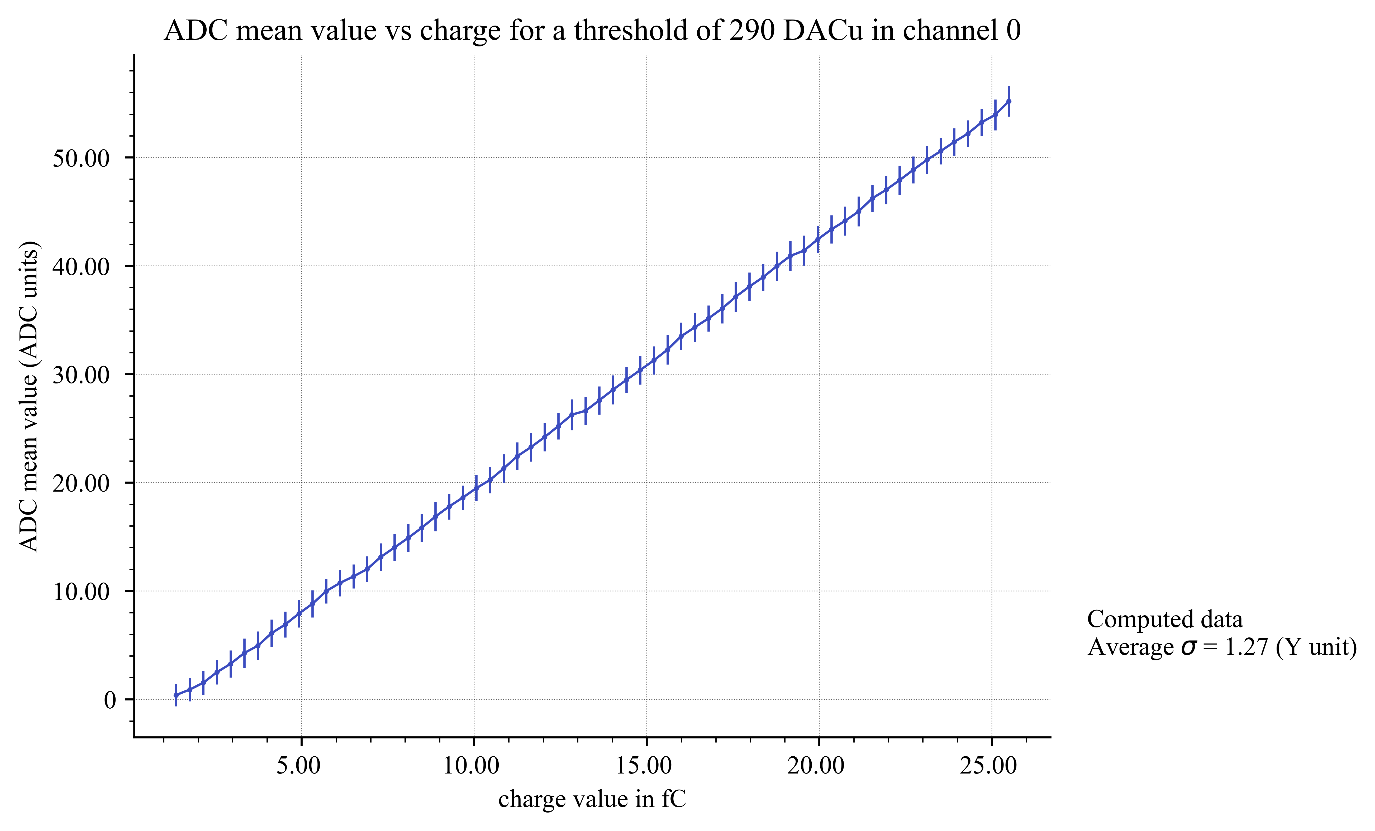 ADC mean value vs charge for a threshold of 290 DACu in channel 0
ADC mean value (ADC units)
50.00
40.00
30.00
20.00
10.00
0
5.00 10.00 15.00 20.00 25.00
charge value in fC
Computed data
Average σ = 1.27 (Y unit)